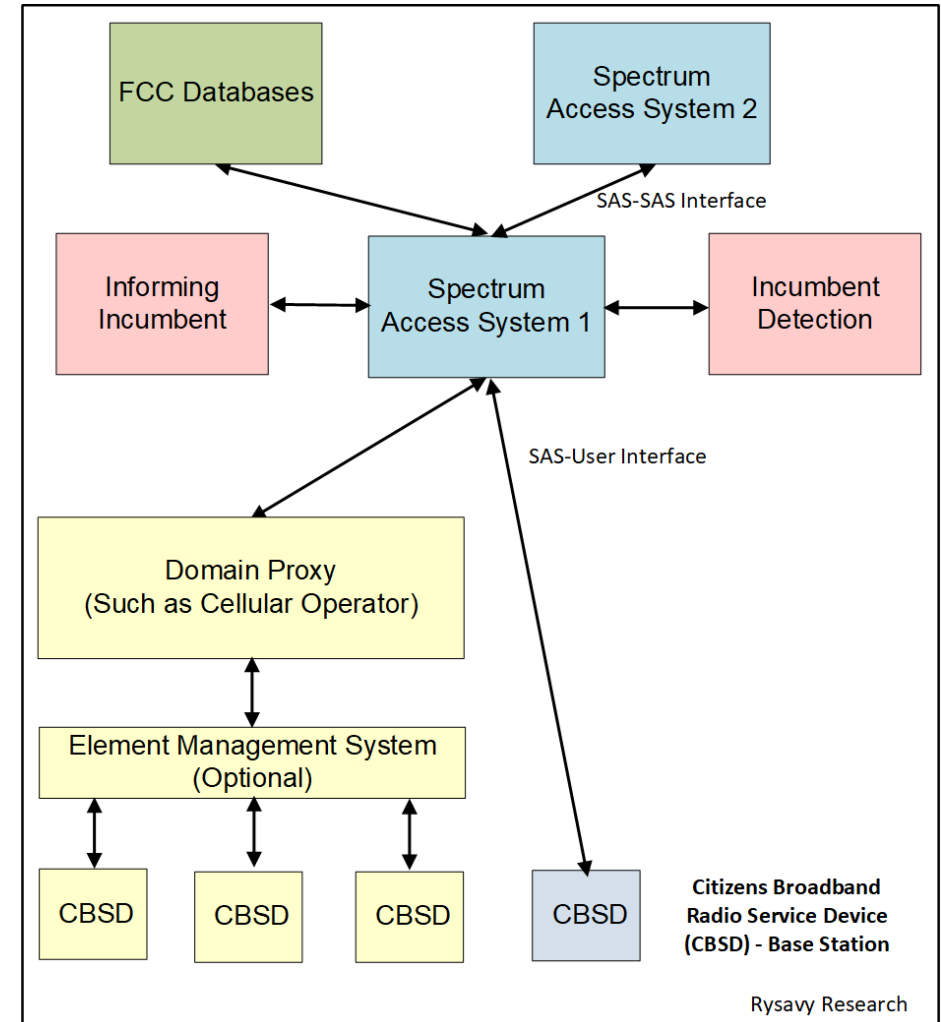 FCC Databases
Spectrum
Access System 2
SAS-SAS Interface
Informing
Incumbent
Spectrum
Access System 1
Incumbent
Detection
SAS-User Interface
Domain Proxy
(Such as Cellular Operator)
Element Management System
(Optional)
CBSD
CBSD
CBSD
CBSD
Citizens Broadband
Radio Service Device
(CBSD) - Base Station
Rysavy Research